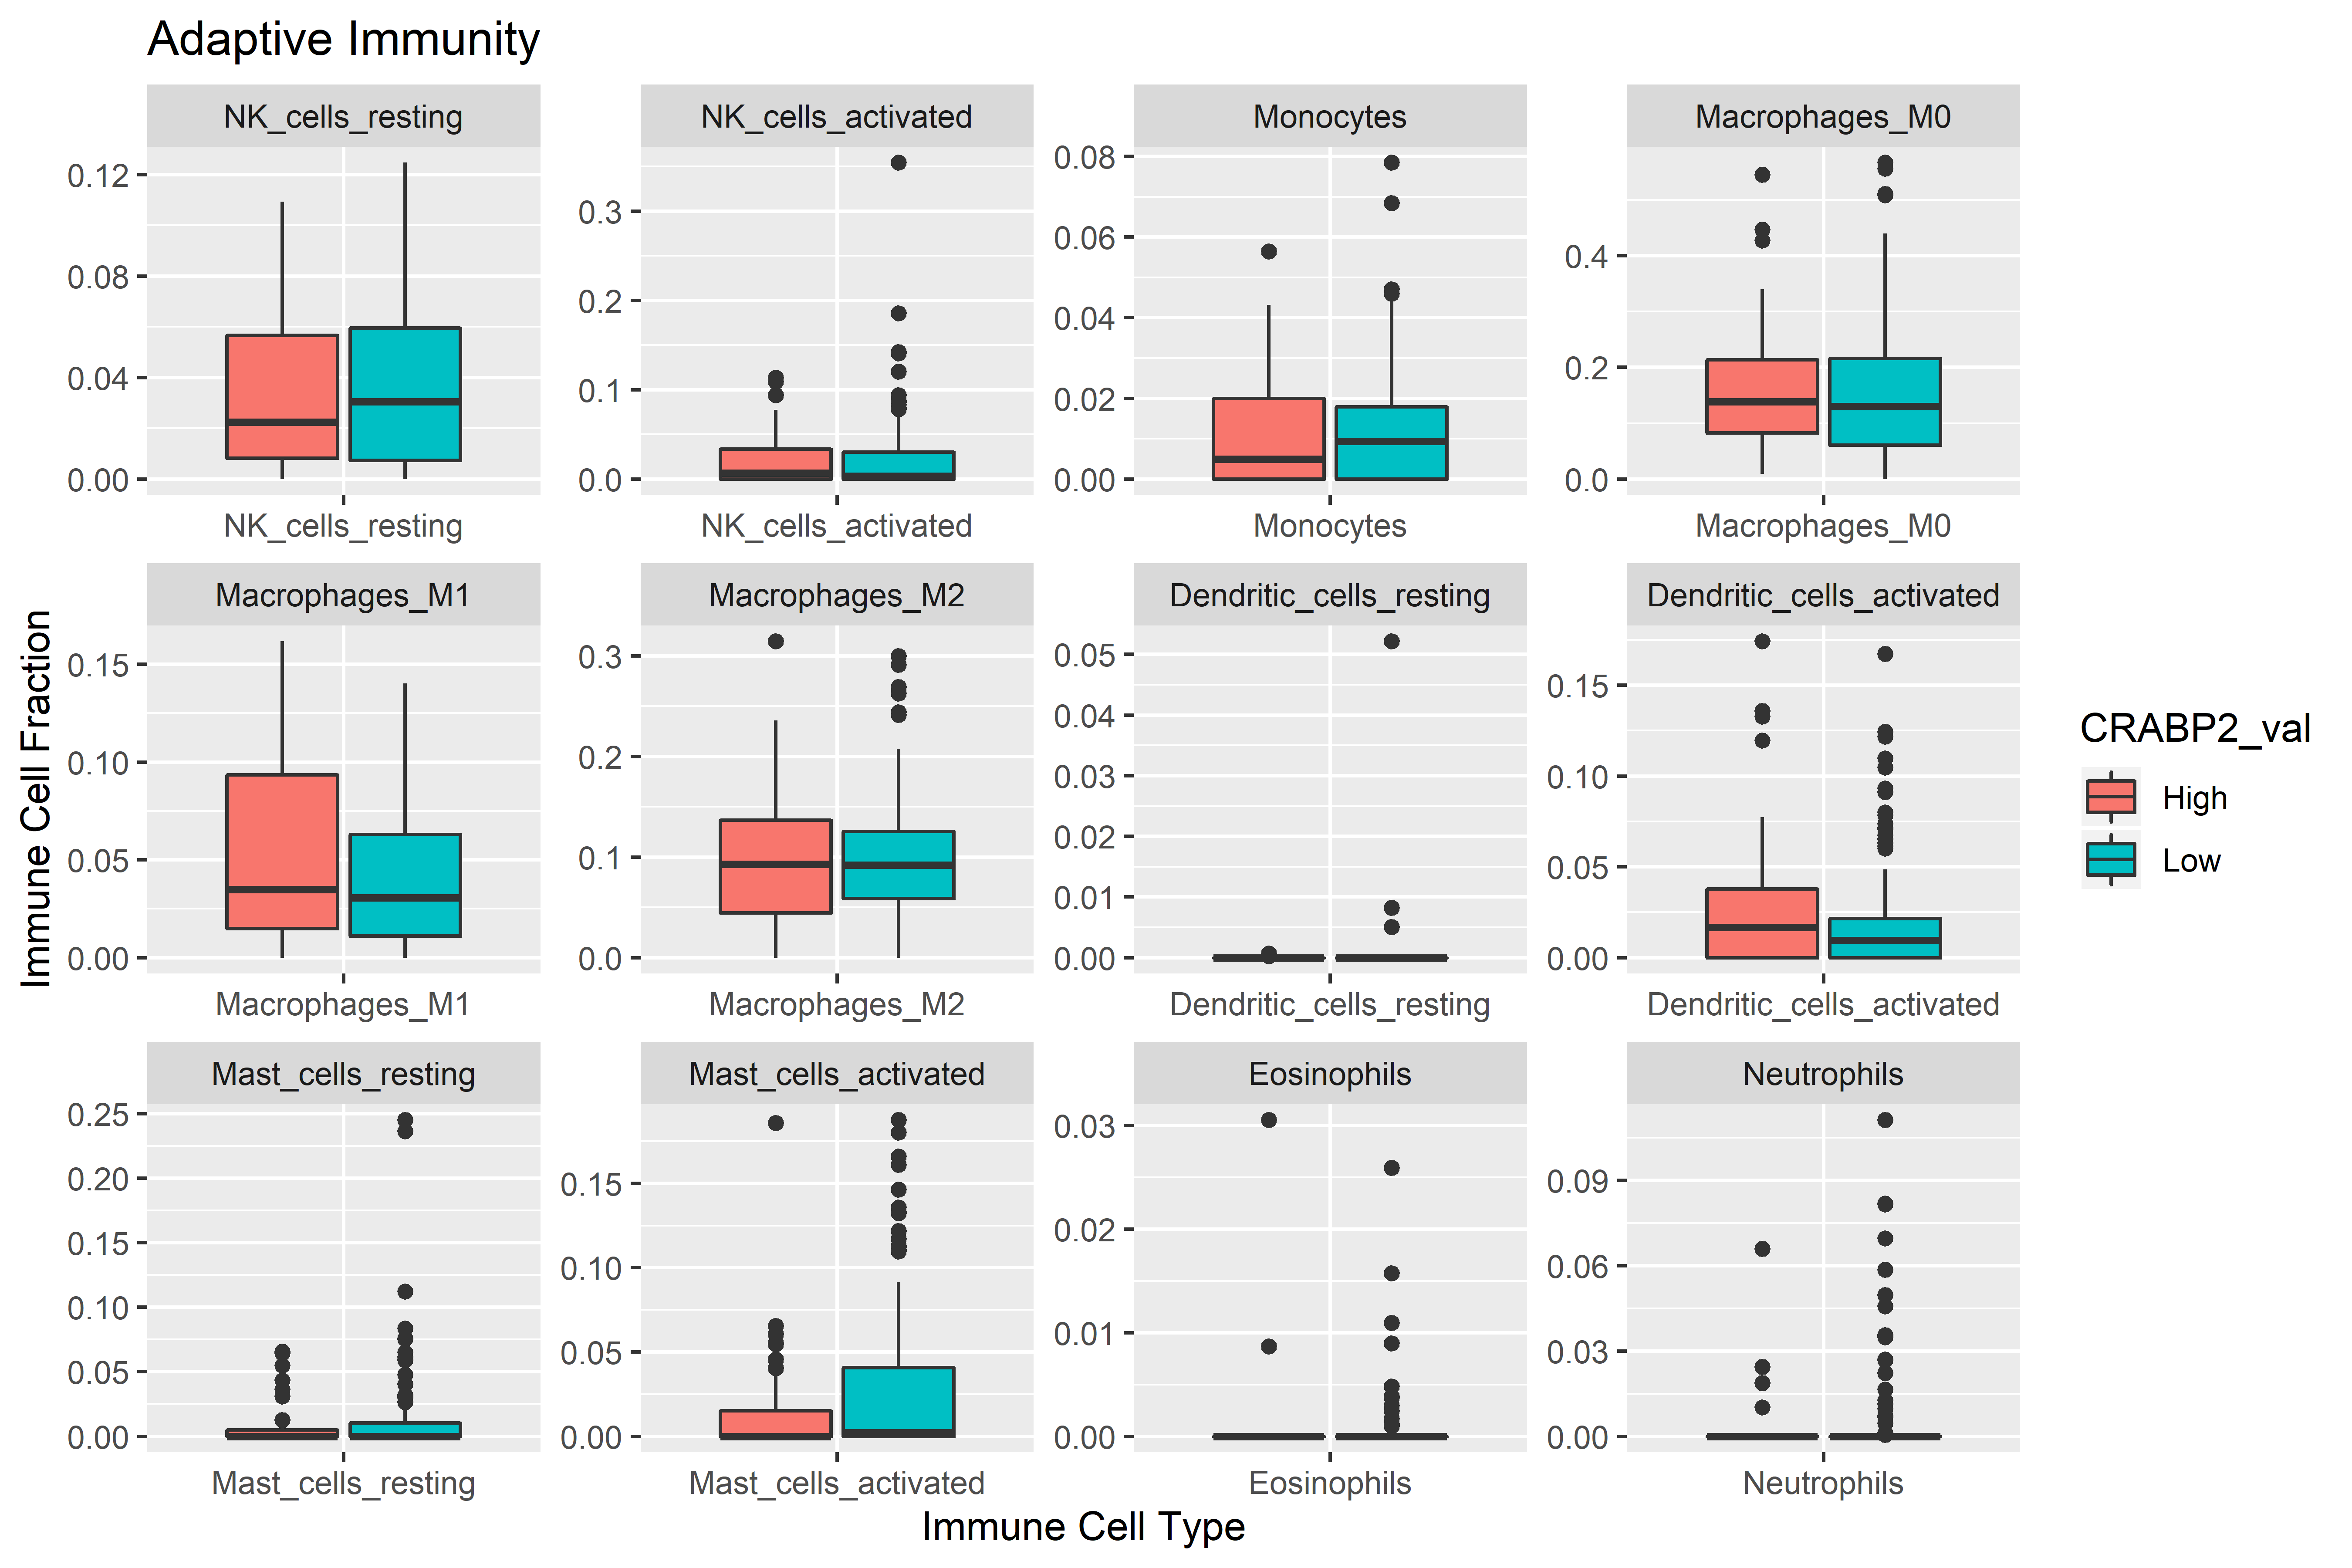 Adaptive Immunity
NK_cells_resting
NK_cells_activated
Monocytes
Macrophages_M0
0.12
0.08
0.04
0.00
0.3
0.2
0.1
0.0
0.08
0.06
0.04
0.02
0.00
0.4
0.2
0.0
NK_cells_resting
NK_cells_activated
Monocytes
Macrophages_M0
Immune Cell Fraction
Macrophages_M1
Macrophages_M2
Dendritic_cells_resting
Dendritic_cells_activated
0.15
0.10
0.05
0.00
0.3
0.2
0.1
0.0
0.05
0.04
0.03
0.02
0.01
0.00
0.15
0.10
0.05
0.00
Macrophages_M1
Macrophages_M2
Dendritic_cells_resting
Dendritic_cells_activated
Mast_cells_resting
Mast_cells_activated
Eosinophils
Neutrophils
0.25
0.20
0.15
0.10
0.05
0.00
0.15
0.10
0.05
0.00
0.03
0.02
0.01
0.00
0.09
0.06
0.03
0.00
Mast_cells_resting
Mast_cells_activated
Eosinophils
Neutrophils
Immune Cell Type
CRABP2_val
High
Low